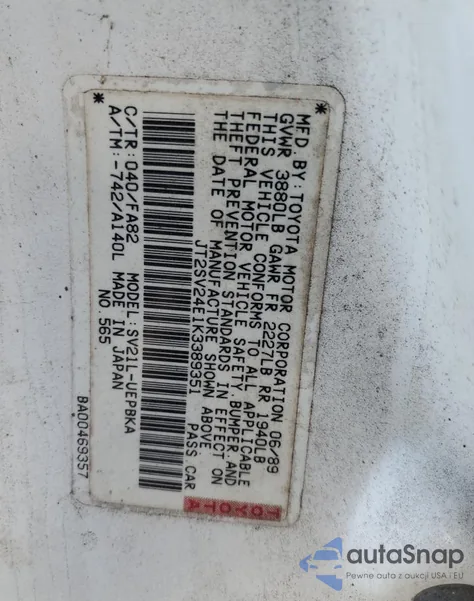 MFD.BY:TOYOTA MOTOR CORPORATION 06/89
GVWR 3880LB GAWR FR 2227LB RR 1940LB
THIS VEHICLE CONFORMS TO ALL APPLICABLE
FEDERAL MOTOR VEHICLE SAFETY,BUMPER,AND
THEFT PREVENTION STANDARDS IN EFFECT ON
THE DATE OF MANUFACTURE SHOWN ABOVE.
JT2SV24E1K3389351 PASS.CAR
* *
C/TR:040/FA82 MODEL:SV21L-UEPBKA
A/TM:-742/A140L MADE IN JAPAN
NO.565
BA00469357
TOYOTA
autoSnap
Pewne auta z aukcji USA i EU